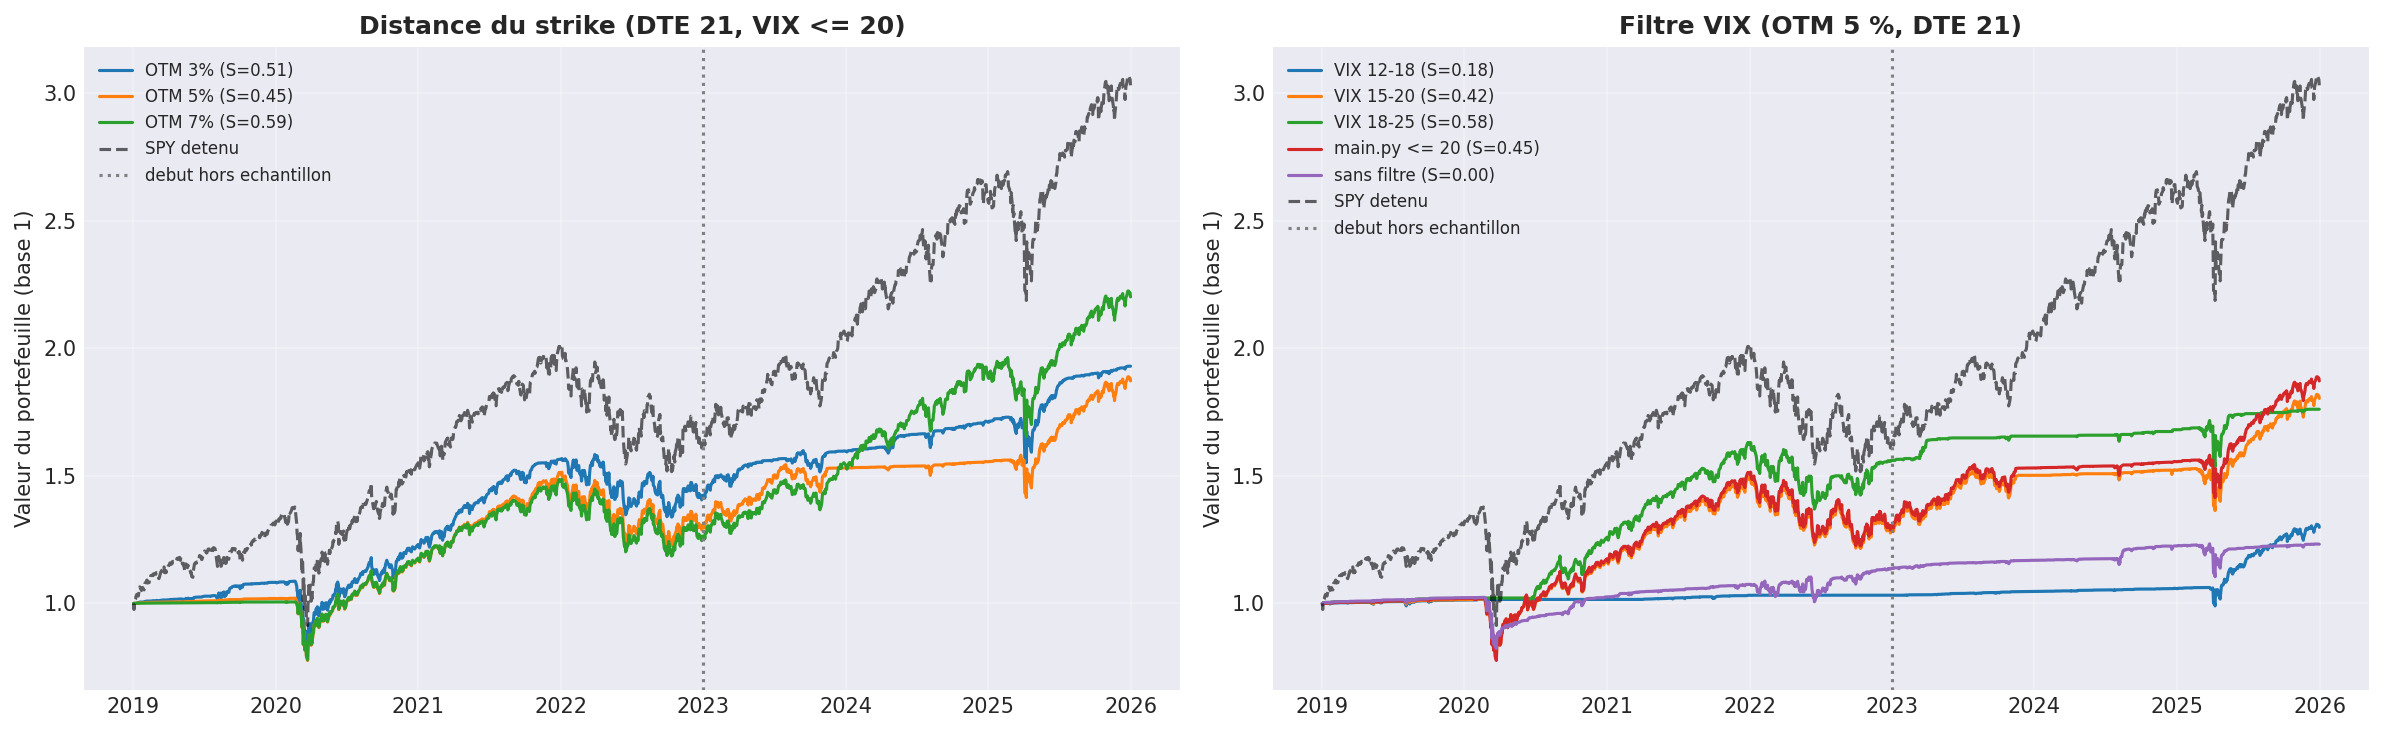 Distance du strike (DTE 21, VIX <= 20)
OTM 3% (S=0.51)
OTM 5% (S=0.45)
OTM 7% (S=0.59)
SPY detenu
debut hors echantillon
Valeur du portefeuille (base 1)
3.0
2.5
2.0
1.5
1.0
2019 2020 2021 2022 2023 2024 2025 2026
Filtre VIX (OTM 5 %, DTE 21)
VIX 12-18 (S=0.18)
VIX 15-20 (S=0.42)
VIX 18-25 (S=0.58)
main.py <= 20 (S=0.45)
sans filtre (S=0.00)
SPY detenu
debut hors echantillon
Valeur du portefeuille (base 1)
3.0
2.5
2.0
1.5
1.0
2019 2020 2021 2022 2023 2024 2025 2026